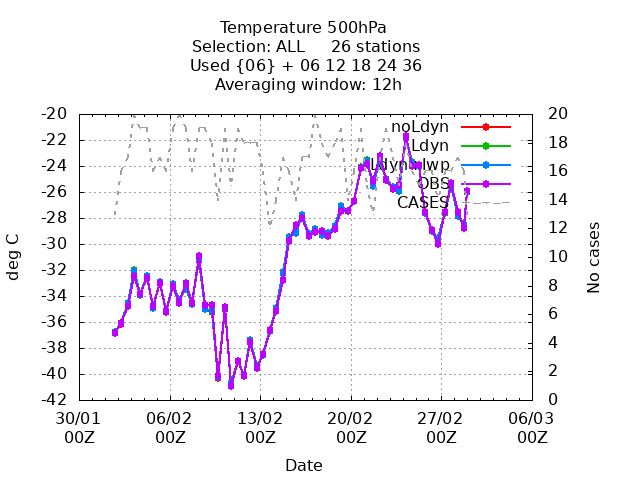 Temperature 500hPa
Selection: ALL     26 stations
Used {06} + 06 12 18 24 36
Averaging window: 12h
-20
-22
-24
-26
-28
-30
-32
-34
-36
-38
-40
-42
20
18
16
14
12
10
8
6
4
2
0
noLdyn
Ldyn
OBS
CASES
deg C
No cases
30/01 06/02 13/02 20/02 27/02 06/03
00Z 00Z 00Z 00Z 00Z 00Z
Date